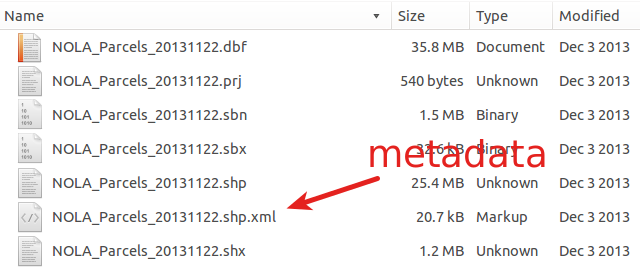 Name Size Type Modified
NOLA_Parcels_20131122.dbf 35.8 MB Document Dec 3 2013
NOLA_Parcels_20131122.prj 540 bytes Unknown Dec 3 2013
NOLA_Parcels_20131122.sbn 1.5 MB Binary Dec 3 2013
NOLA_Parcels_20131122.sbx 32.6 kB Binary Dec 3 2013
metadata
NOLA_Parcels_20131122.shp 25.4 MB Unknown Dec 3 2013
NOLA_Parcels_20131122.shp.xml 20.7 kB Markup Dec 3 2013
NOLA_Parcels_20131122.shx 1.2 MB Unknown Dec 3 2013